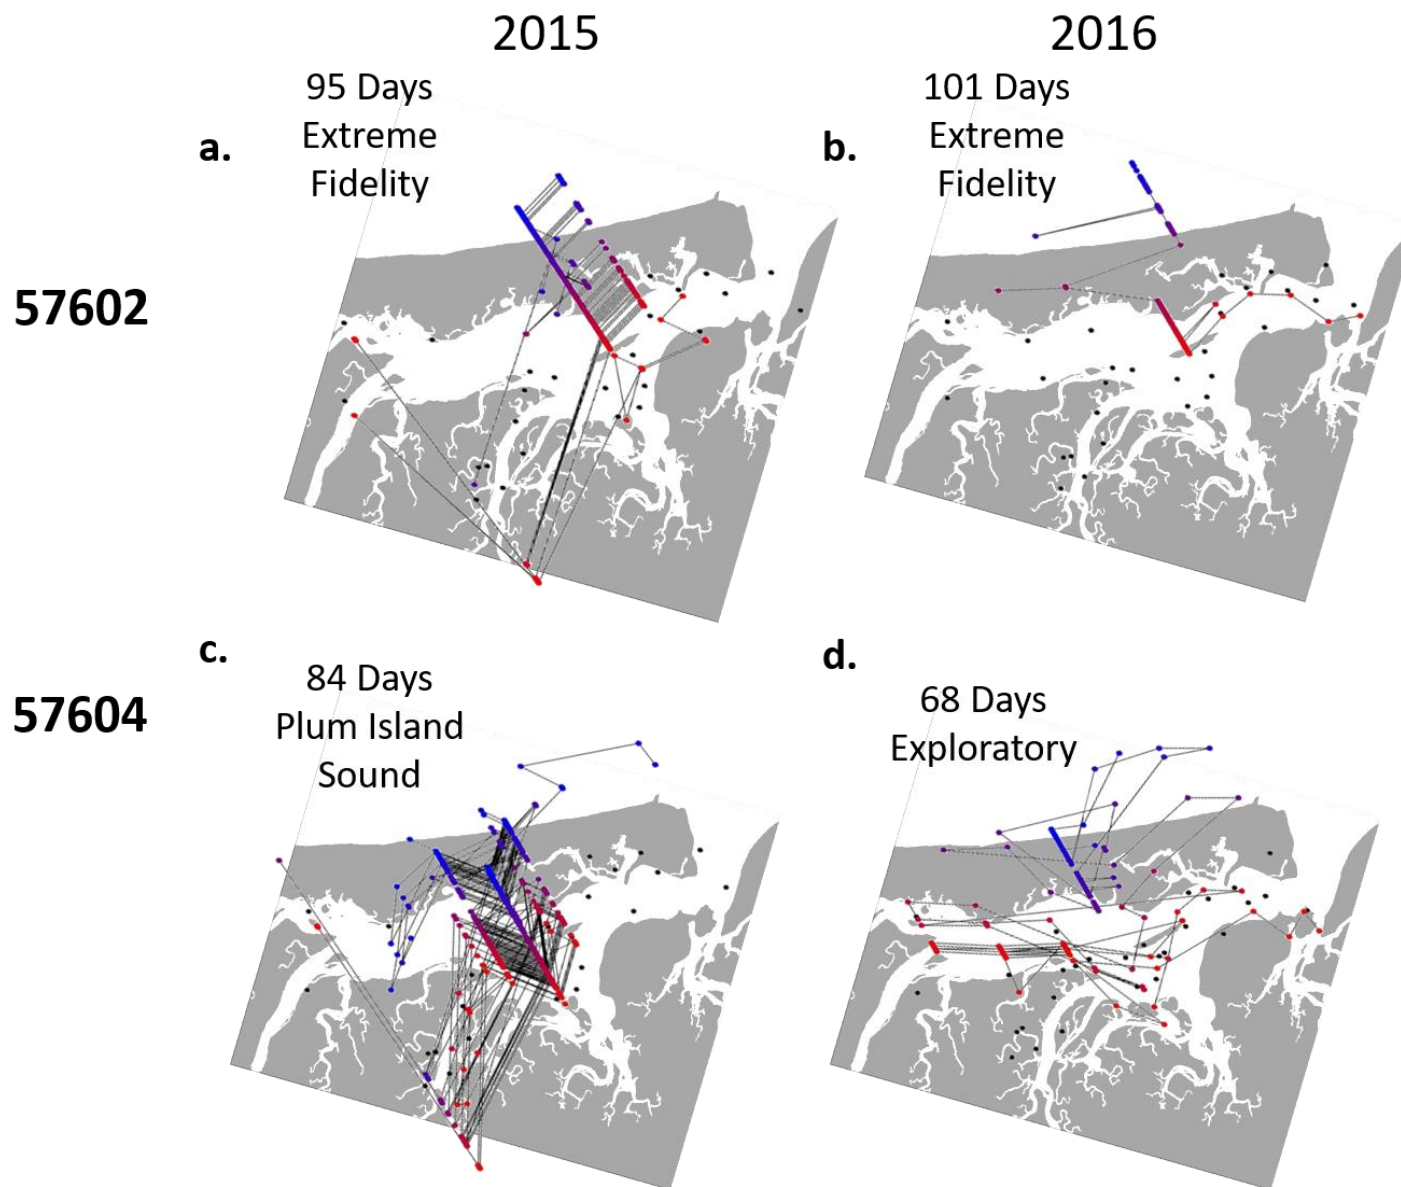 2015
2016
95 Days
Extreme
Fidelity
101 Days
Extreme
Fidelity
a.
b.
57602
c.
d.
84 Days
Plum Island
Sound
68 Days
Exploratory
57604